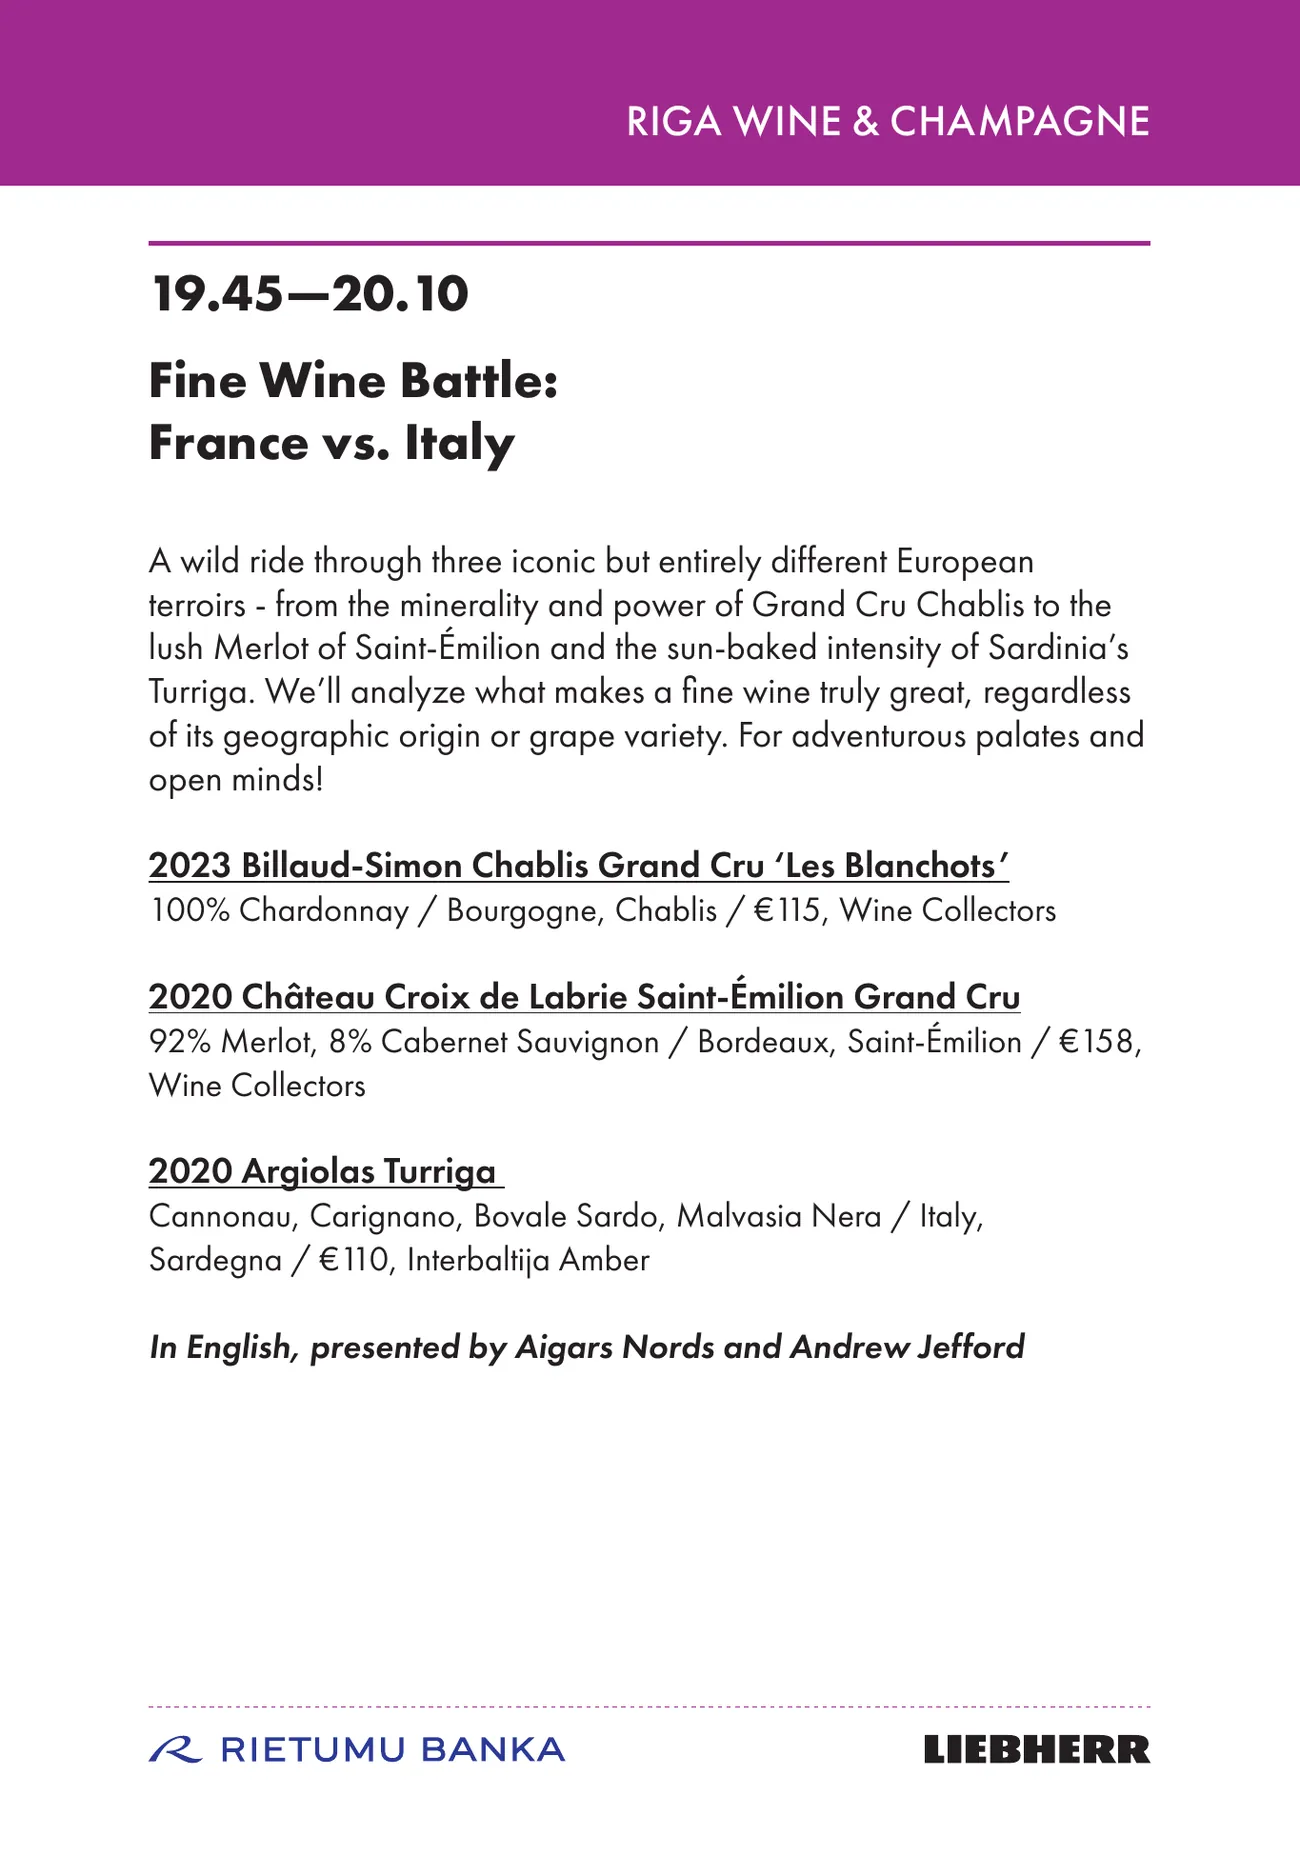 RIGA WINE & CHAMPAGNE
19.45—20.10
Fine Wine Battle:
France vs. Italy
A wild ride through three iconic but entirely different European
terroirs - from the minerality and power of Grand Cru Chablis to the
lush Merlot of Saint-Émilion and the sun-baked intensity of Sardinia’s
Turriga. We’ll analyze what makes a fine wine truly great, regardless
of its geographic origin or grape variety. For adventurous palates and
open minds!
2023 Billaud-Simon Chablis Grand Cru ‘Les Blanchots’
100% Chardonnay / Bourgogne, Chablis / €115, Wine Collectors
2020 Château Croix de Labrie Saint-Émilion Grand Cru
92% Merlot, 8% Cabernet Sauvignon / Bordeaux, Saint-Émilion / €158,
Wine Collectors
2020 Argiolas Turriga
Cannonau, Carignano, Bovale Sardo, Malvasia Nera / Italy,
Sardegna / €110, Interbaltija Amber
In English, presented by Aigars Nords and Andrew Jefford
RIETUMU BANKA
LIEBHERR